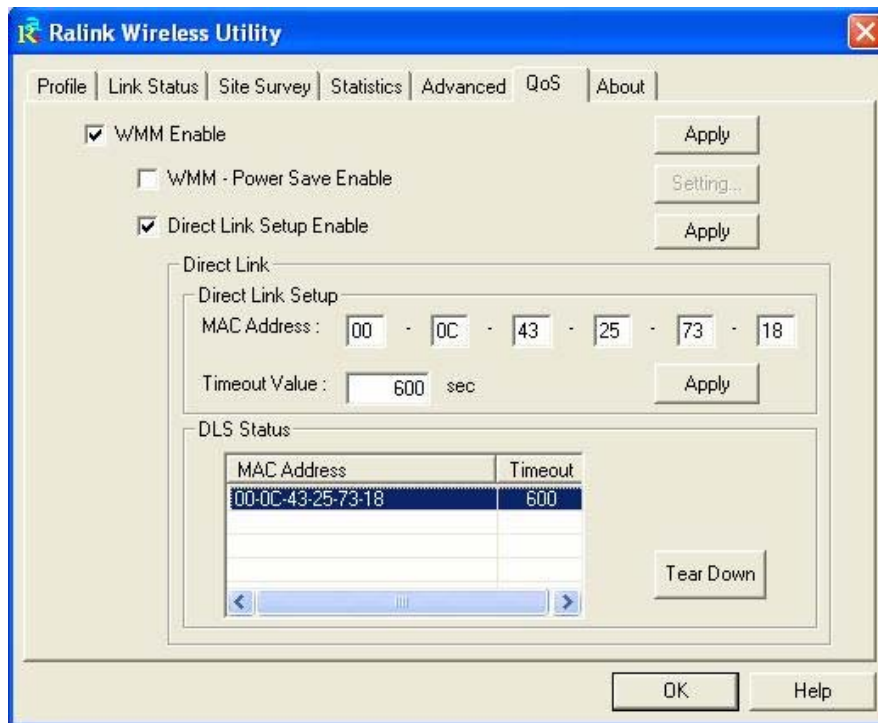 Ralink Wireless Utility
Profile Link Status Site Survey Statistics Advanced QoS About
WMM Enable Apply
WMM - Power Save Enable Setting...
Direct Link Setup Enable Apply
Direct Link
Direct Link Setup
MAC Address : 00 - 0C - 43 - 25 - 73 - 18
Timeout Value : 600 sec Apply
DLS Status
MAC Address Timeout
00-0C-43-25-73-18 600
Tear Down
OK Help